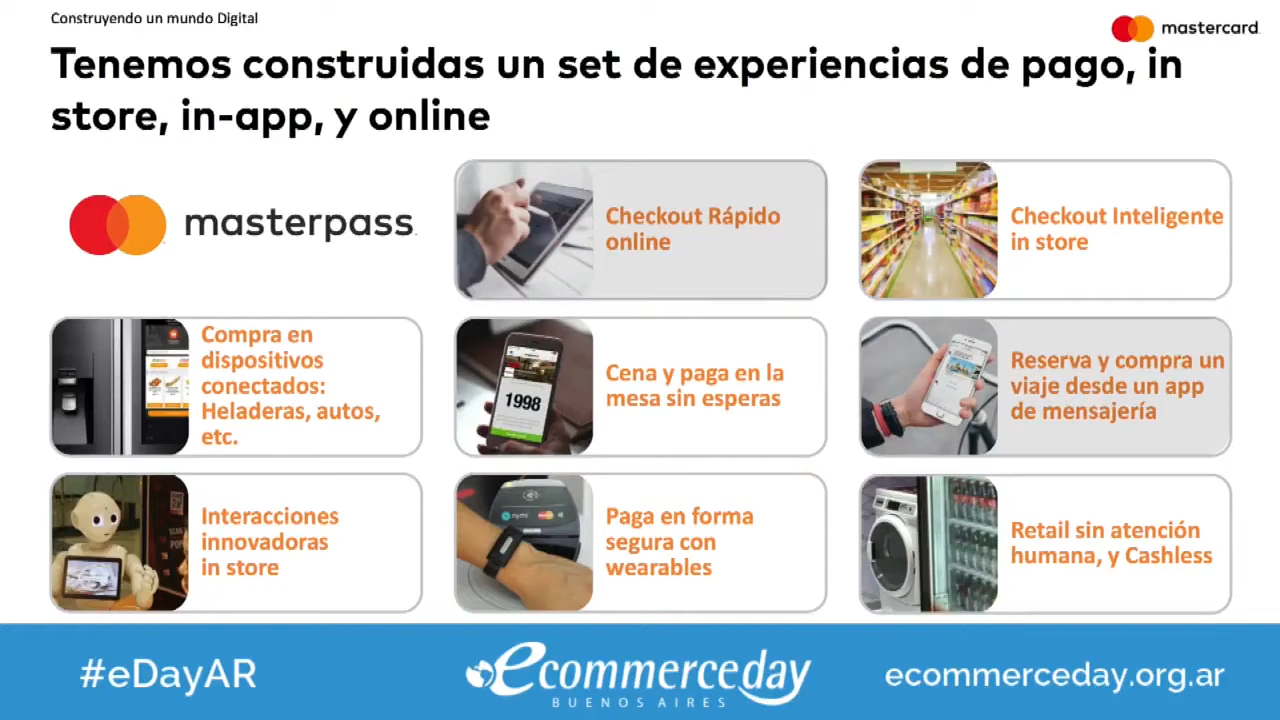 Construyendo un mundo Digital
mastercard.
Tenemos construidas un set de experiencias de pago, in
store, in-app, y online
masterpass
Checkout Rápido
online
Checkout Inteligente
in store
Compra en
dispositivos
conectados:
Heladeras, autos,
etc.
1998
Cena y paga en la
mesa sin esperas
Reserva y compra un
viaje desde un app
de mensajería
Interacciones
innovadoras
in store
Paga en forma
segura con
wearables
Retail sin atención
humana, y Cashless
#eDayAR
ecommerceday
BUENOS AIRES
ecommerceday.org.ar